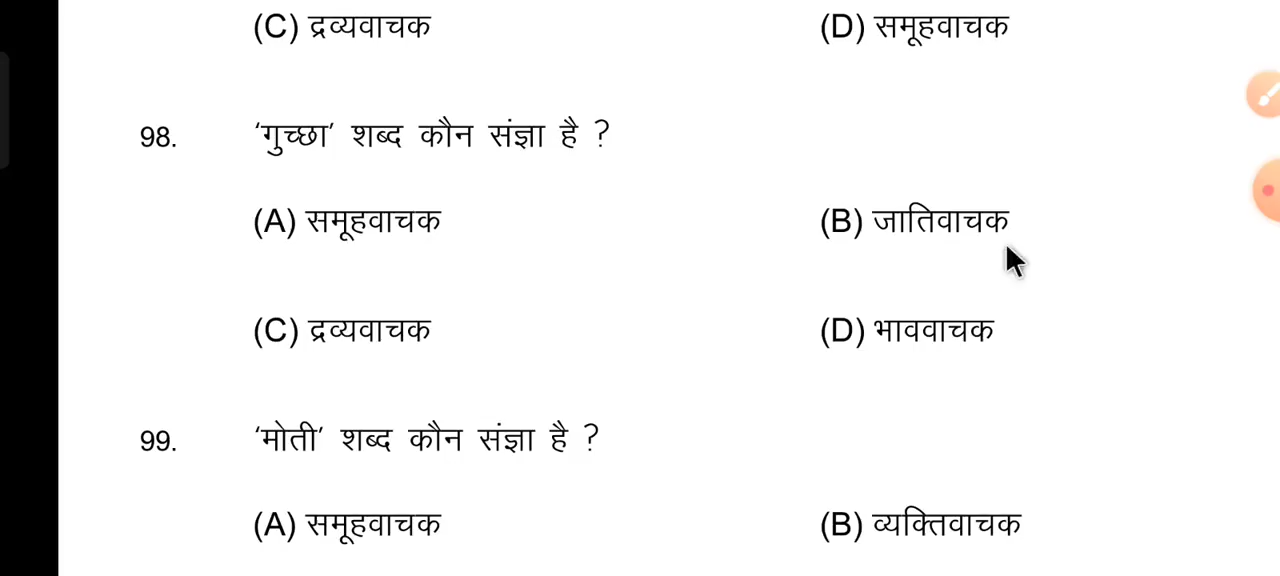 (C) द्रव्यवाचक (D) समूहवाचक
98. ‘गुच्छा’ शब्द कौन संज्ञा है ?
(A) समूहवाचक (B) जातिवाचक
(C) द्रव्यवाचक (D) भाववाचक
99. ‘मोती’ शब्द कौन संज्ञा है ?
(A) समूहवाचक (B) व्यक्तिवाचक